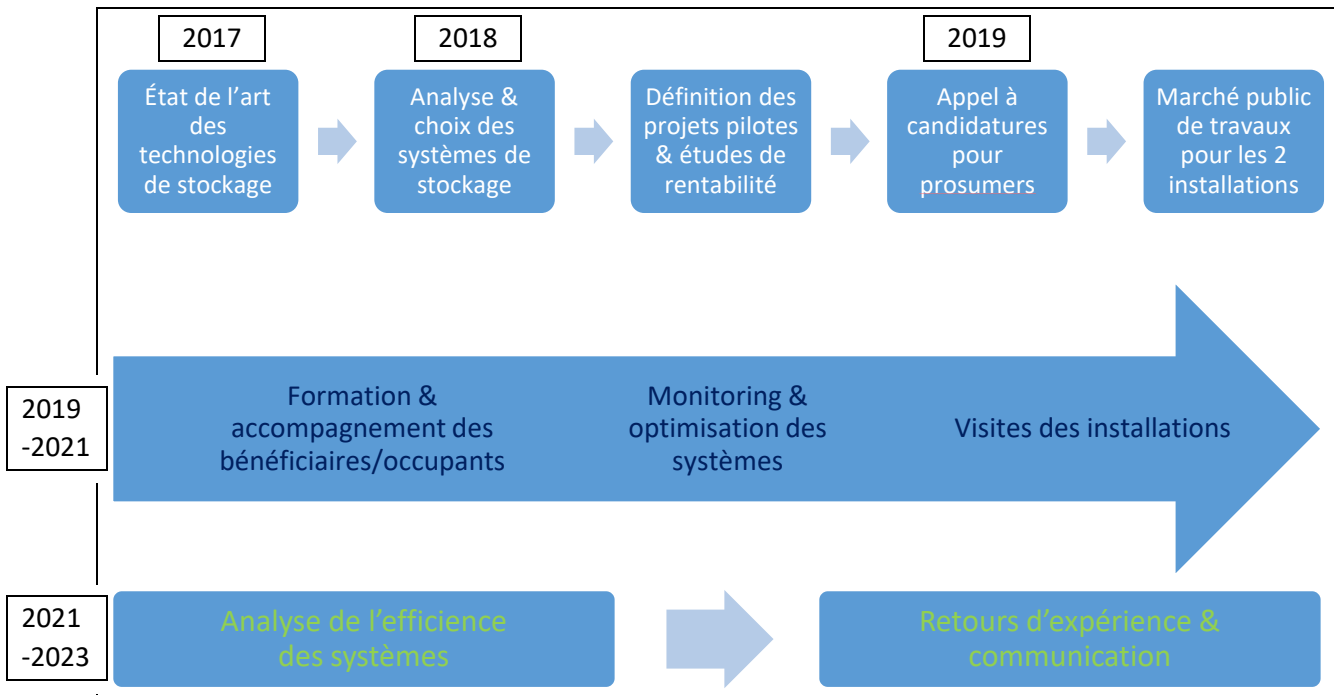 2017
2018
2019
État de l'art
des
technologies
de stockage
Analyse &
choix des
systèmes de
stockage
Définition des
projets pilotes
& études de
rentabilité
Appel à
candidatures
pour
prosumers
Marché public
de travaux
pour les 2
installations
2019
-2021
Formation &
accompagnement des
bénéficiaires/occupants
Monitoring &
optimisation des
systèmes
Visites des installations
2021
-2023
Analyse de l'efficience
des systèmes
Retours d'expérience &
communication